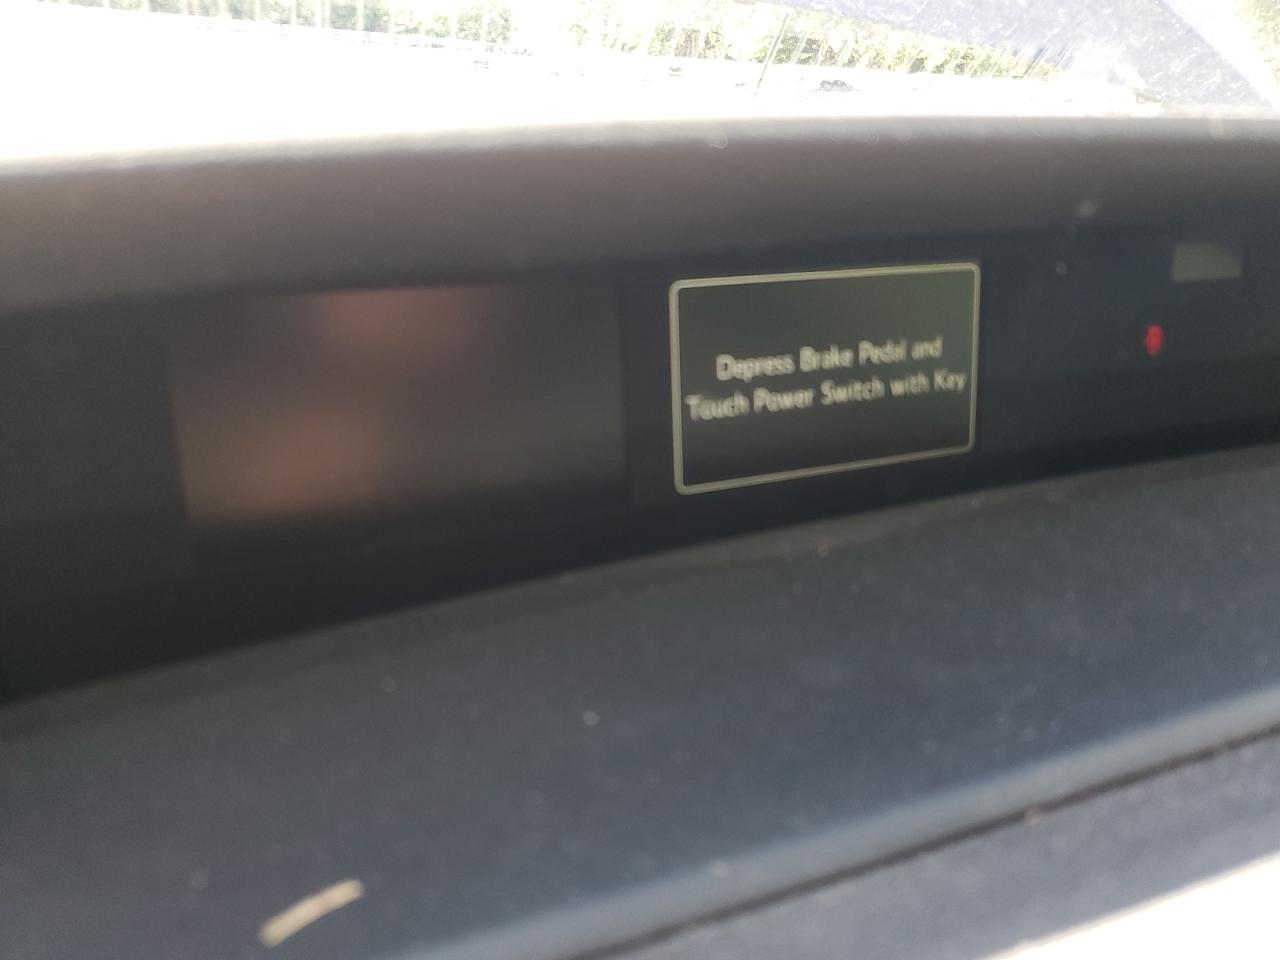 Depress Brake Pedal and
Touch Power Switch with Key